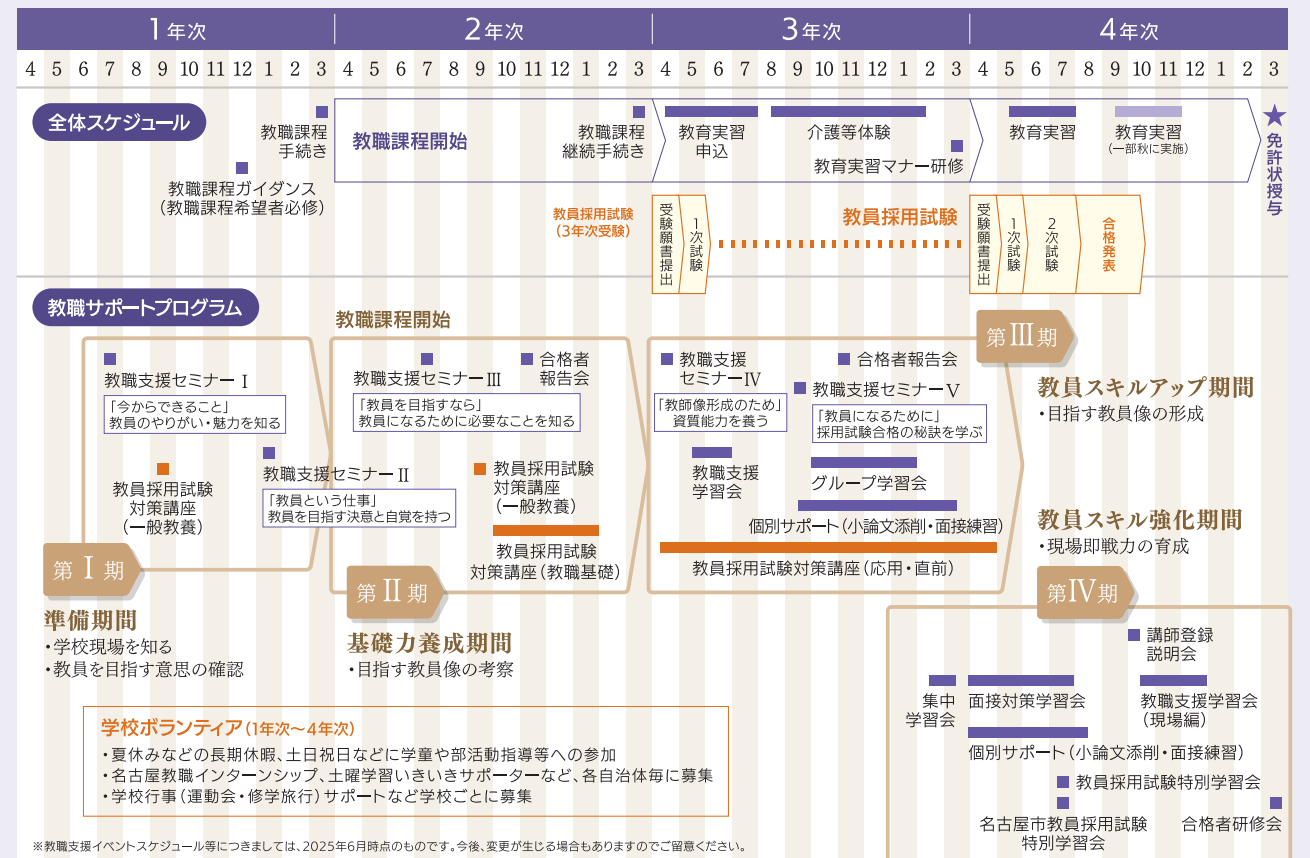 1年次 2年次 3年次 4年次
4 5 6 7 8 9 10 11 12 1 2 3 4 5 6 7 8 9 10 11 12 1 2 3 4 5 6 7 8 9 10 11 12 1 2 3 4 5 6 7 8 9 10 11 12 1 2 3
全体スケジュール
教職課程
手続き
教職課程ガイダンス
(教職課程希望者必修)
教職課程開始
教職課程
継続手続き
教育実習
申込
介護等体験
教育実習マナー研修
教育実習
教育実習
(一部秋に実施)
★
免許状授与
教員採用試験
(3年次受験)
受験願書提出
1次試験
教員採用試験
受験願書提出
1次試験
2次試験
合格発表
教職サポートプログラム
教職支援セミナーⅠ
「今からできること」
教員のやりがい・魅力を知る
教員採用試験
対策講座
(一般教養)
教職支援セミナーⅡ
「教員という仕事」
教員を目指す決意と自覚を持つ
第Ⅰ期
準備期間
・学校現場を知る
・教員を目指す意思の確認
教職課程開始
教職支援セミナーⅢ
「教員を目指すなら」
教員になるために必要なことを知る
合格者
報告会
教員採用試験
対策講座
(一般教養)
教員採用試験
対策講座(教職基礎)
第Ⅱ期
基礎力養成期間
・目指す教員像の考察
教職支援
セミナーⅣ
「教師像形成のため」
資質能力を養う
合格者報告会
教職支援セミナーⅤ
「教員になるために」
採用試験合格の秘訣を学ぶ
教職支援
学習会
グループ学習会
個別サポート(小論文添削・面接練習)
教員採用試験対策講座(応用・直前)
第Ⅲ期
教員スキルアップ期間
・目指す教員像の形成
教員スキル強化期間
・現場即戦力の育成
第Ⅳ期
講師登録
説明会
集中
学習会
面接対策学習会
教職支援学習会
(現場編)
個別サポート(小論文添削・面接練習)
教員採用試験特別学習会
名古屋市教員採用試験
特別学習会
合格者研修会
学校ボランティア(1年次〜4年次)
・夏休みなどの長期休暇、土日祝日などに学童や部活動指導等への参加
・名古屋教職インターンシップ、土曜学習いきいきサポーターなど、各自治体毎に募集
・学校行事(運動会・修学旅行)サポートなど学校ごとに募集
※教職支援イベントスケジュール等につきましては、2025年6月時点のものです。今後、変更が生じる場合もありますのでご留意ください。